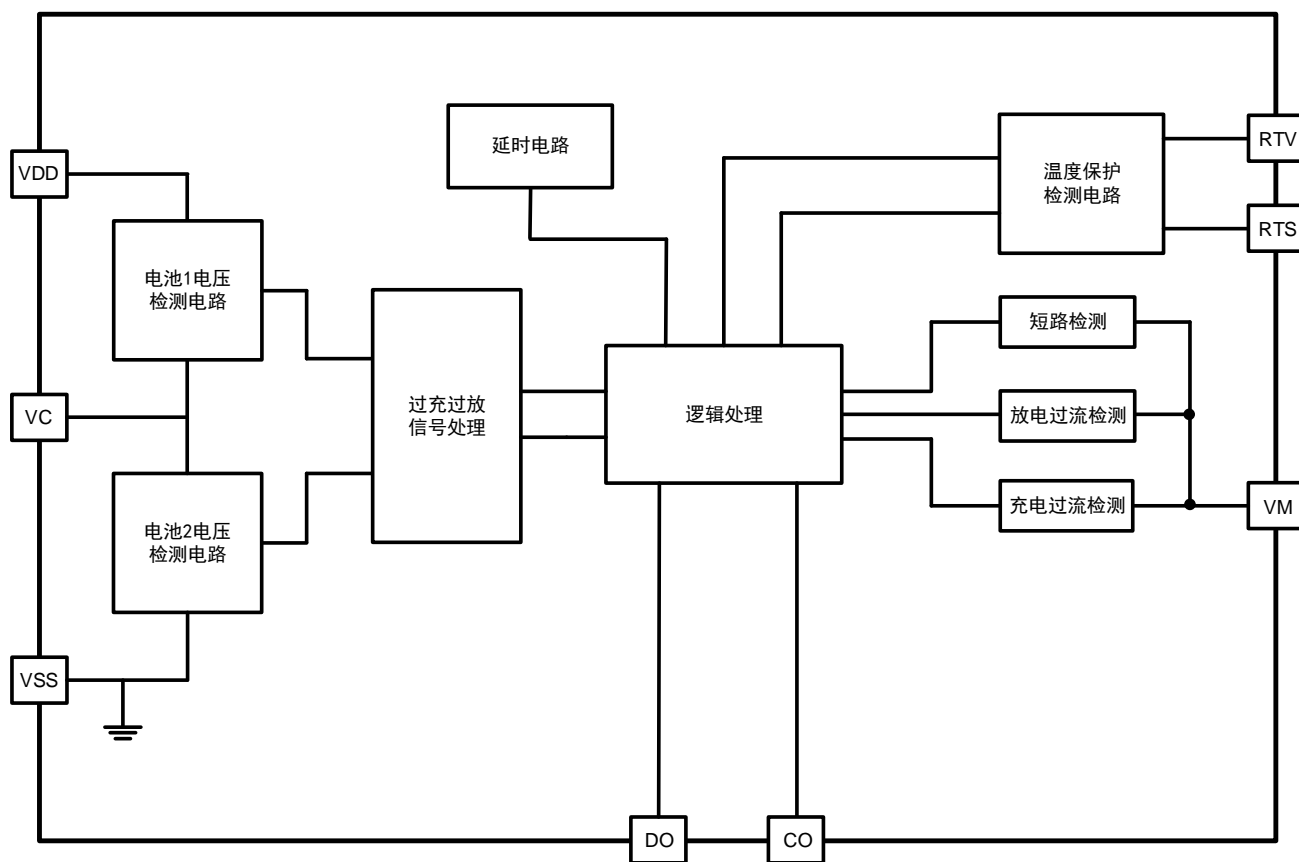 延时电路
VDD
RTV
温度保护
检测电路
RTS
电池1电压
检测电路
短路检测
VC
过充过放
信号处理
逻辑处理
放电过流检测
电池2电压
检测电路
充电过流检测
VM
VSS
DO
CO